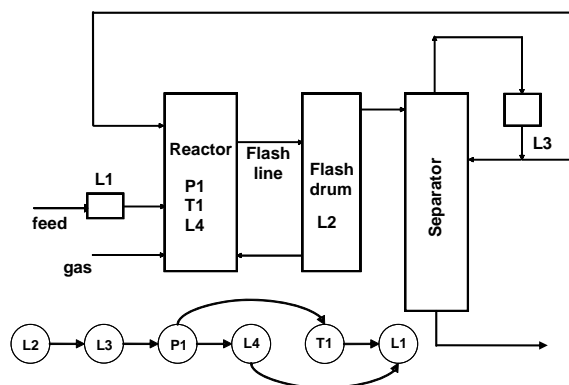 Reactor
P1
T1
L4
Flash
line
Flash
drum
L2
Separator
L3
L1
feed
gas
L2
L3
P1
L4
T1
L1